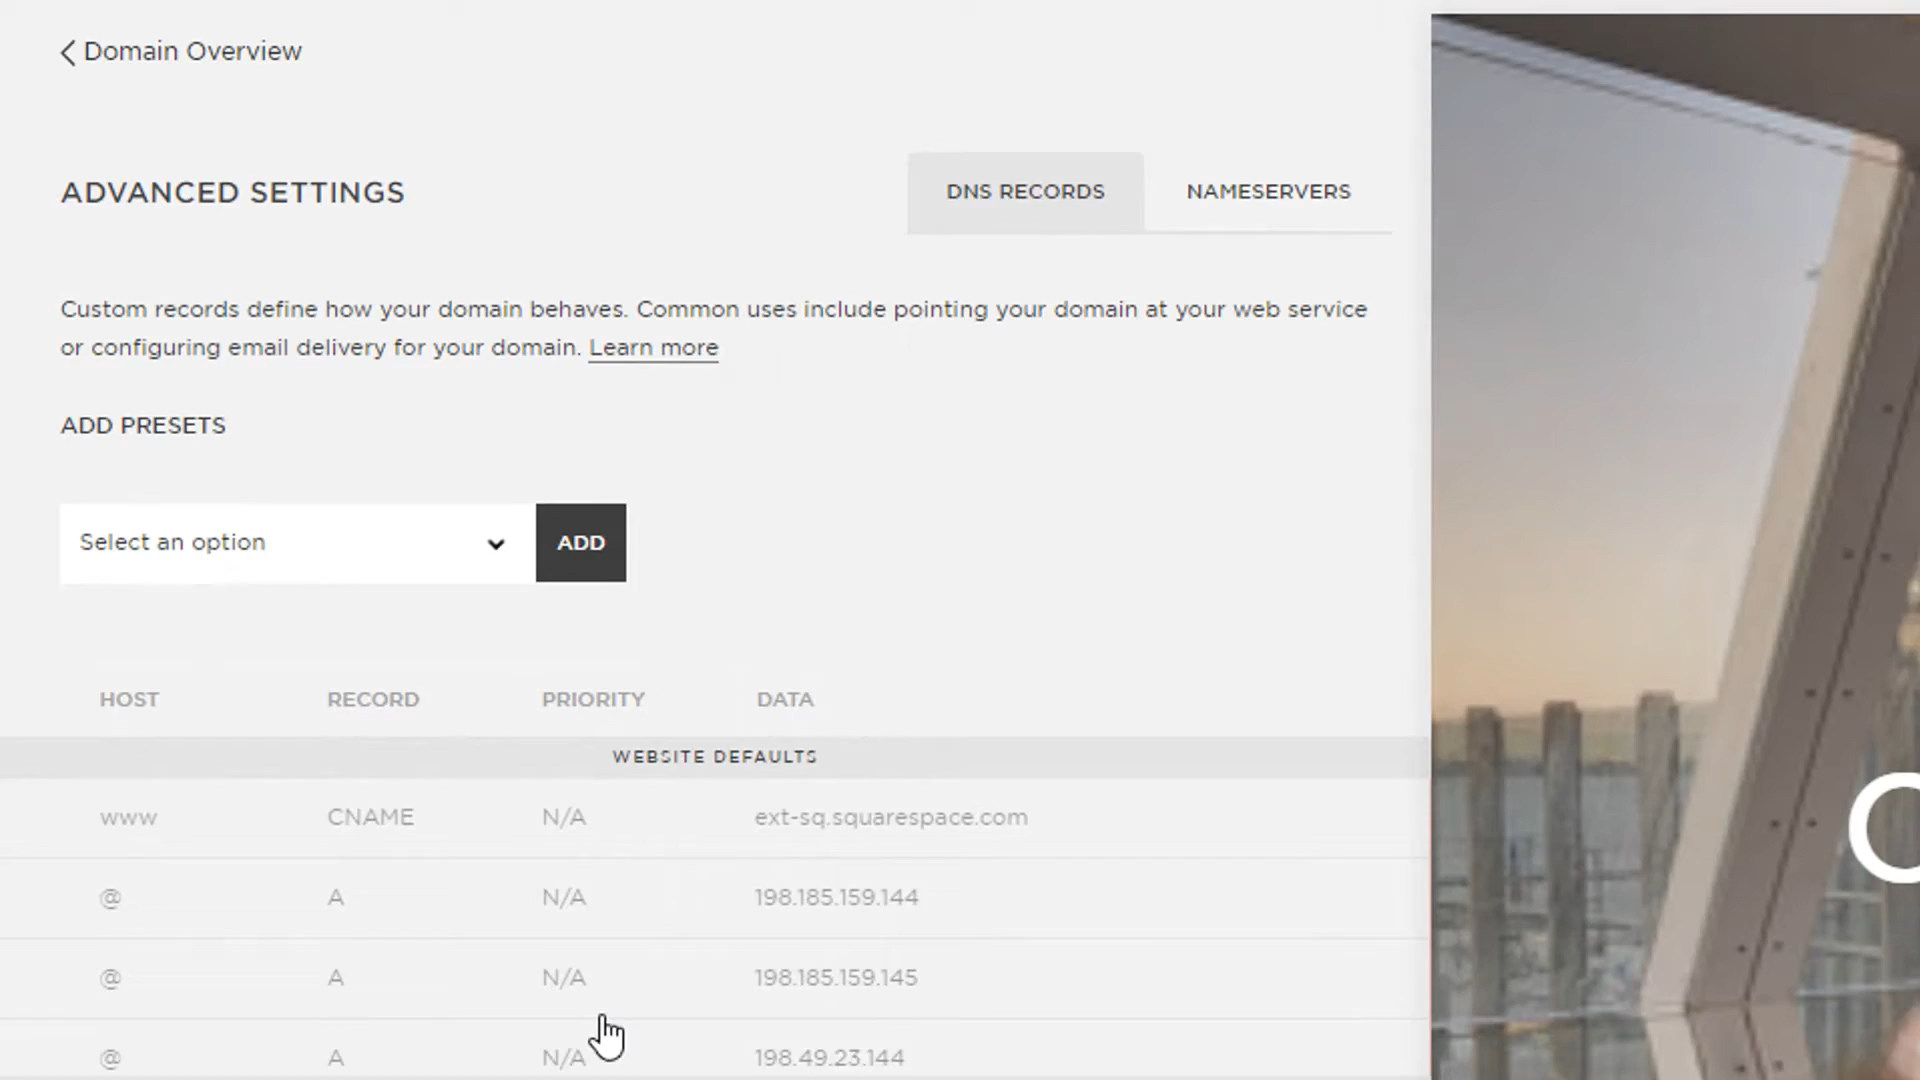 Domain Overview
ADVANCED SETTINGS
DNS RECORDS
NAMESERVERS
Custom records define how your domain behaves. Common uses include pointing your domain at your web service
or configuring email delivery for your domain. Learn more
ADD PRESETS
Select an option
ADD
HOST RECORD PRIORITY DATA
WEBSITE DEFAULTS
www CNAME N/A ext-sq.squarespace.com
@ A N/A 198.185.159.144
@ A N/A 198.185.159.145
@ A N/A 198.49.23.144